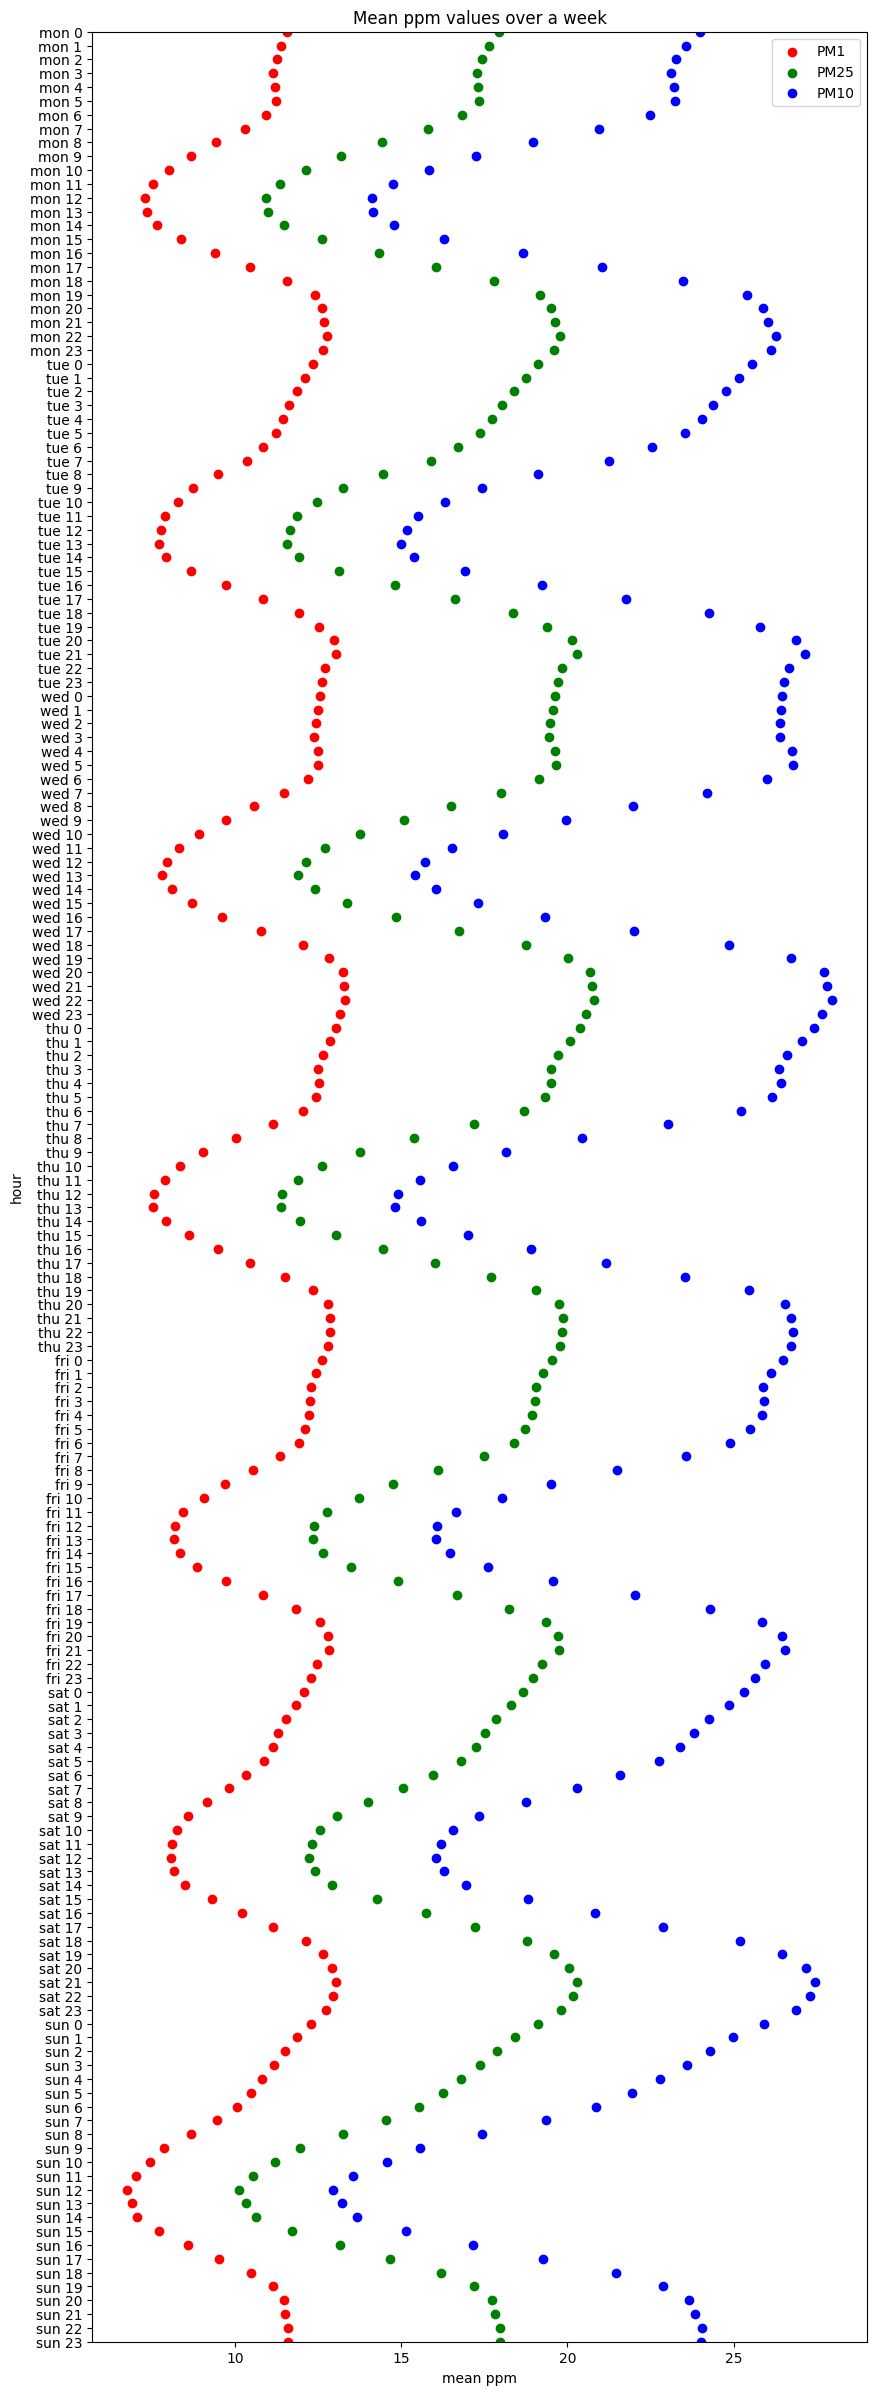 Mean ppm values over a week
PM1
PM25
PM10
mon 0
mon 1
mon 2
mon 3
mon 4
mon 5
mon 6
mon 7
mon 8
mon 9
mon 10
mon 11
mon 12
mon 13
mon 14
mon 15
mon 16
mon 17
mon 18
mon 19
mon 20
mon 21
mon 22
mon 23
tue 0
tue 1
tue 2
tue 3
tue 4
tue 5
tue 6
tue 7
tue 8
tue 9
tue 10
tue 11
tue 12
tue 13
tue 14
tue 15
tue 16
tue 17
tue 18
tue 19
tue 20
tue 21
tue 22
tue 23
wed 0
wed 1
wed 2
wed 3
wed 4
wed 5
wed 6
wed 7
wed 8
wed 9
wed 10
wed 11
wed 12
wed 13
wed 14
wed 15
wed 16
wed 17
wed 18
wed 19
wed 20
wed 21
wed 22
wed 23
thu 0
thu 1
thu 2
thu 3
thu 4
thu 5
thu 6
thu 7
thu 8
thu 9
thu 10
thu 11
thu 12
thu 13
thu 14
thu 15
thu 16
thu 17
thu 18
thu 19
thu 20
thu 21
thu 22
thu 23
fri 0
fri 1
fri 2
fri 3
fri 4
fri 5
fri 6
fri 7
fri 8
fri 9
fri 10
fri 11
fri 12
fri 13
fri 14
fri 15
fri 16
fri 17
fri 18
fri 19
fri 20
fri 21
fri 22
fri 23
sat 0
sat 1
sat 2
sat 3
sat 4
sat 5
sat 6
sat 7
sat 8
sat 9
sat 10
sat 11
sat 12
sat 13
sat 14
sat 15
sat 16
sat 17
sat 18
sat 19
sat 20
sat 21
sat 22
sat 23
sun 0
sun 1
sun 2
sun 3
sun 4
sun 5
sun 6
sun 7
sun 8
sun 9
sun 10
sun 11
sun 12
sun 13
sun 14
sun 15
sun 16
sun 17
sun 18
sun 19
sun 20
sun 21
sun 22
sun 23
hour
10 15 20 25
mean ppm